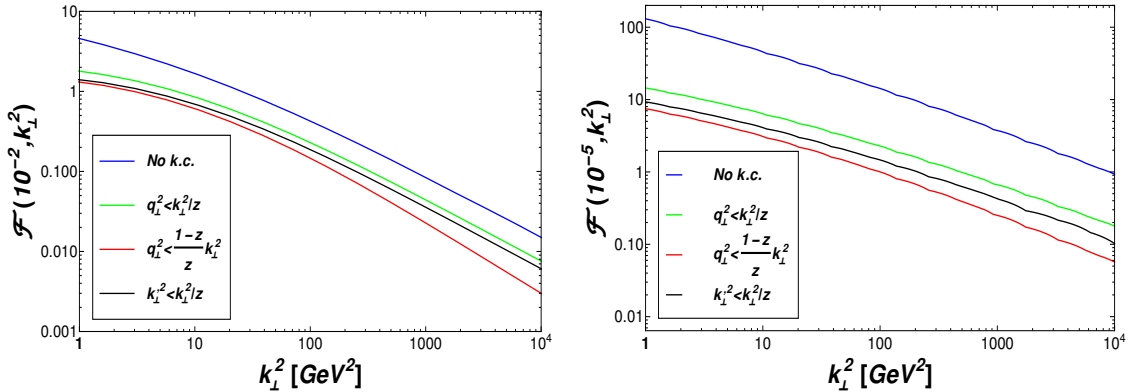 10
1
0.100
0.010
0.001
ℱ(10⁻²,k⊥²)
No k.c.
q⊥²<k⊥²/z
q⊥²<(1−z)/z k⊥²
k⊥'²<k⊥²/z
1 10 100 1000 10⁴
k⊥² [GeV²]
100
10
1
0.10
0.01
ℱ(10⁻⁵,k⊥²)
No k.c.
q⊥²<k⊥²/z
q⊥²<(1−z)/z k⊥²
k⊥'²<k⊥²/z
1 10 100 1000 10⁴
k⊥² [GeV²]